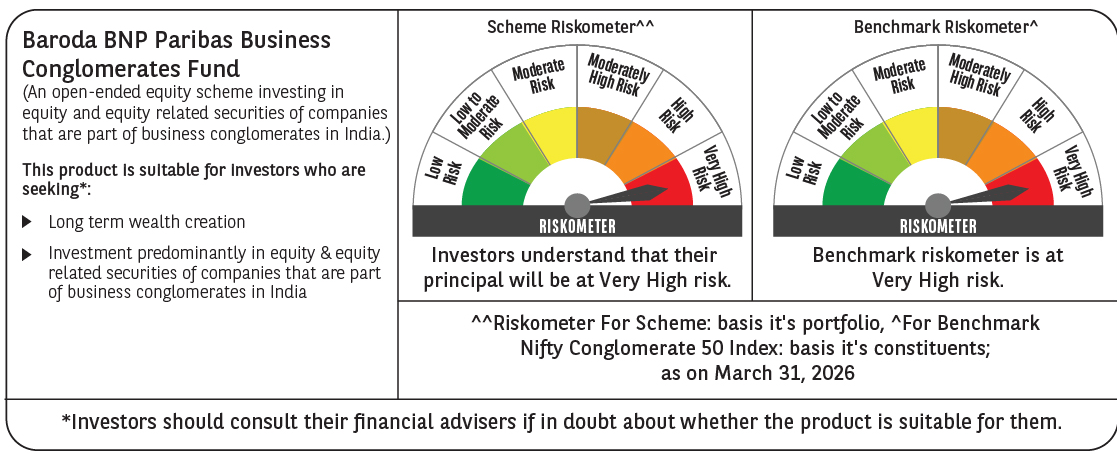 Baroda BNP Paribas Business
Conglomerates Fund
(An open-ended equity scheme investing in
equity and equity related securities of companies
that are part of business conglomerates in India.)
This product is suitable for investors who are
seeking*:
Long term wealth creation
Investment predominantly in equity & equity
related securities of companies that are part
of business conglomerates in India
Scheme Riskometer^^
Low
Risk
Low to
Moderate
Risk
Moderate
Risk
Moderately
High Risk
High
Risk
Very High
Risk
RISKOMETER
Investors understand that their
principal will be at Very High risk.
Benchmark Riskometer^
Low
Risk
Low to
Moderate
Risk
Moderate
Risk
Moderately
High Risk
High
Risk
Very High
Risk
RISKOMETER
Benchmark riskometer is at
Very High risk.
^^Riskometer For Scheme: basis it's portfolio, ^For Benchmark
Nifty Conglomerate 50 Index: basis it's constituents;
as on March 31, 2026
*Investors should consult their financial advisers if in doubt about whether the product is suitable for them.